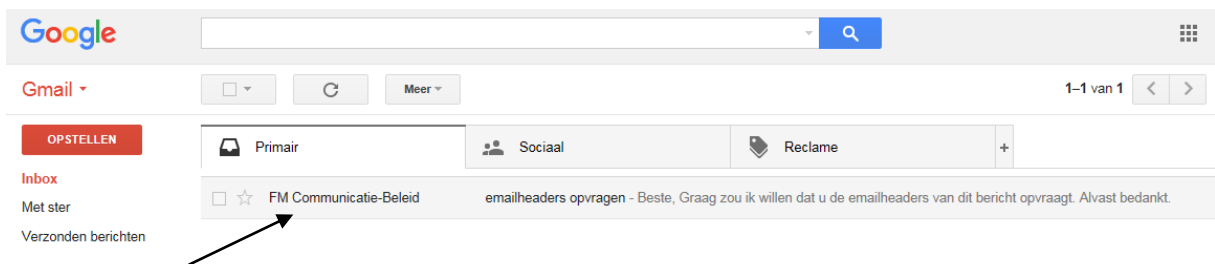 Google
Gmail
Meer
1–1 van 1
OPSTELLEN
Primair
Sociaal
Reclame
+
Inbox
FM Communicatie-Beleid emailheaders opvragen - Beste, Graag zou ik willen dat u de emailheaders van dit bericht opvraagt. Alvast bedankt.
Met ster
Verzonden berichten